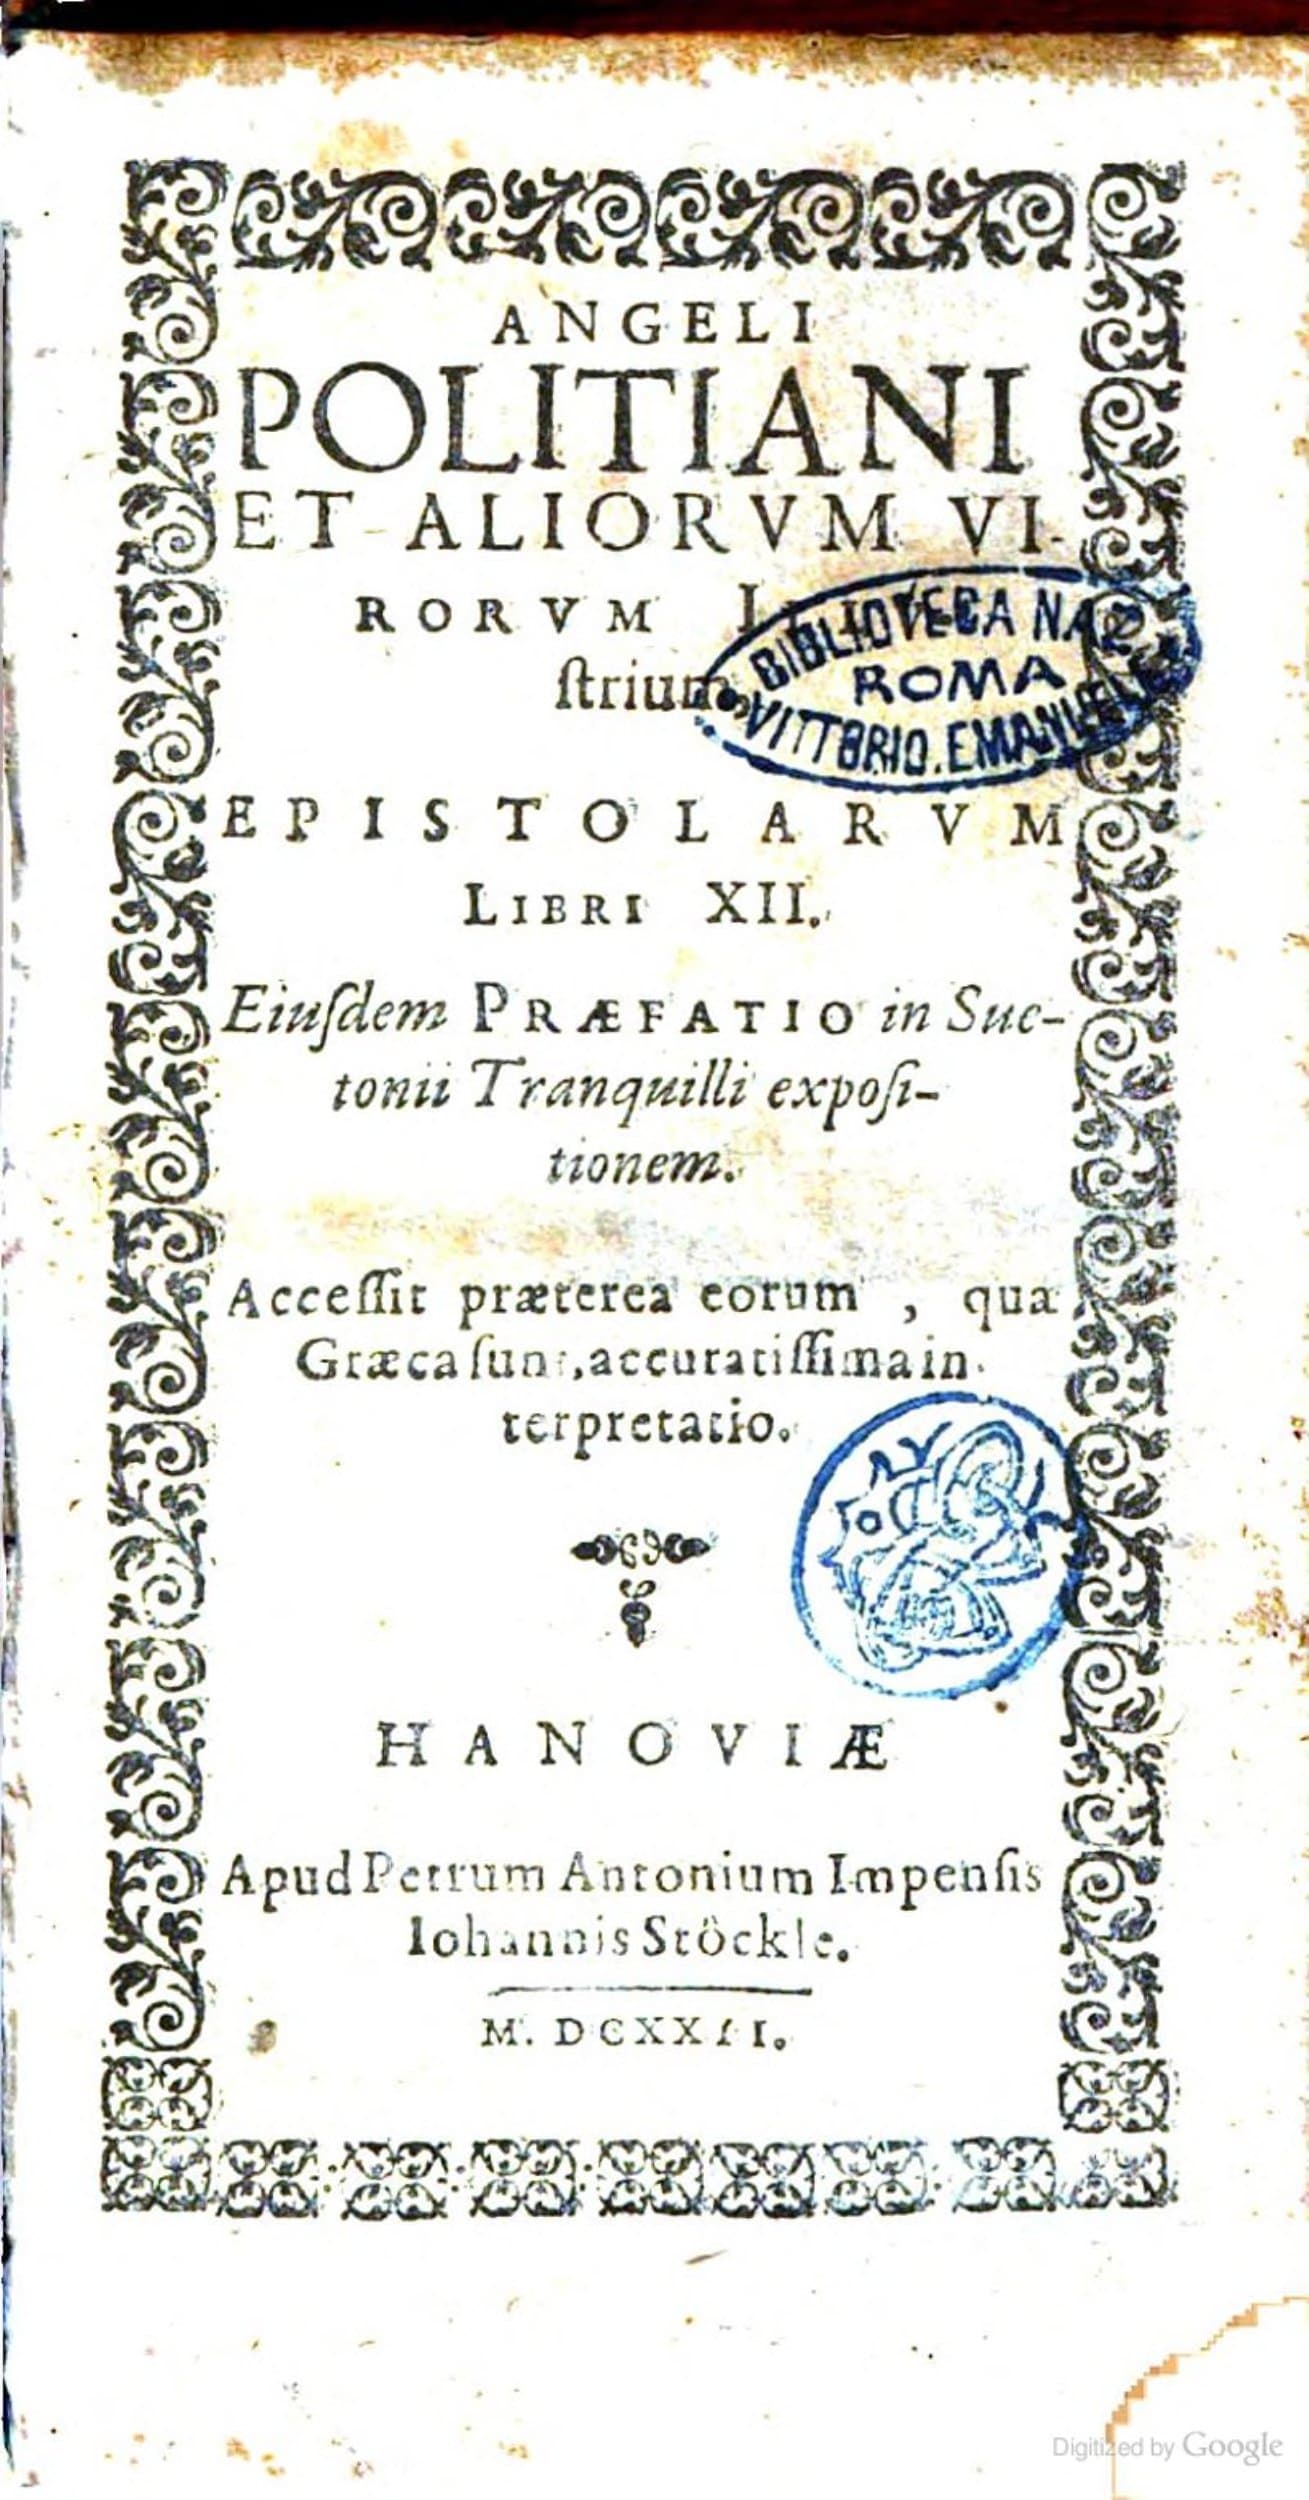 ANGELI
POLITIANI
ET ALIORVM VI-
RORVM
ſtrium,
BIBLIOTECA NAZ
ROMA
VITTORIO.EMANUELE
EPISTOLARVM
LIBRI XII.
Eiuſdem PRÆFATIO in Sue-
tonii Tranquilli expoſi-
tionem.
Acceſſit præterea eorum, qua
Græca ſunt, accuratiſſima in-
terpretatio.
HANOVIÆ
Apud Petrum Antonium Impenſis
Iohannis Stöckle.
M. DCXXII.
Digitized by Google